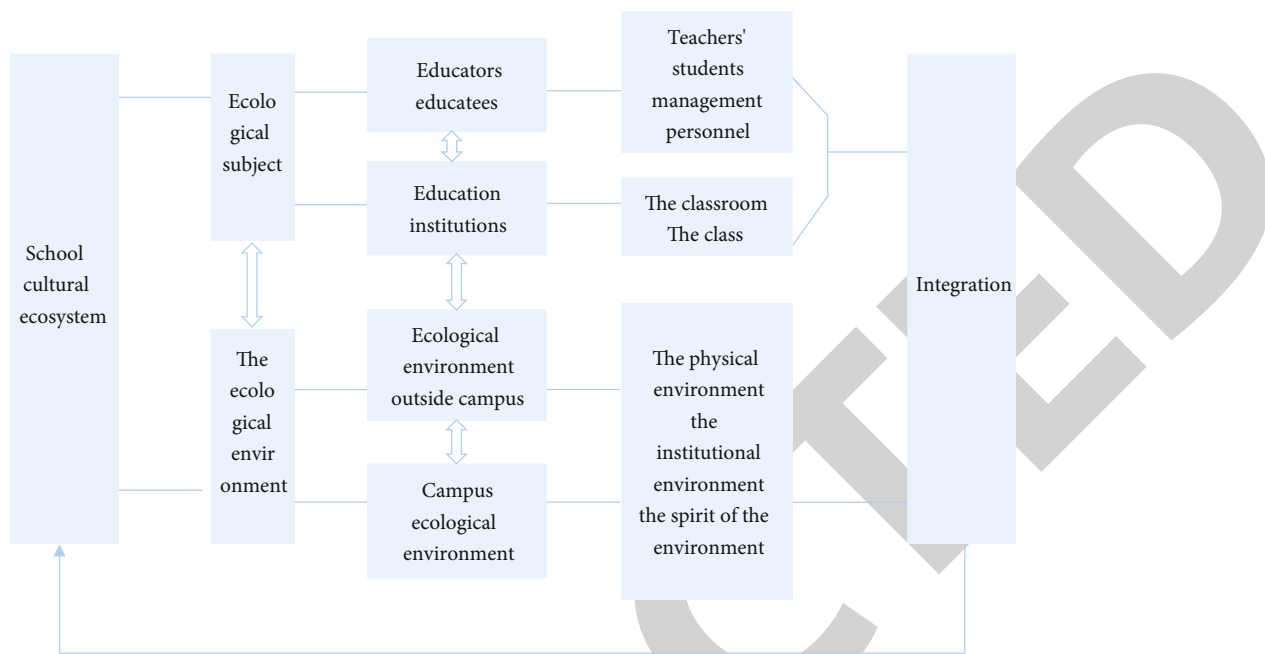 School
cultural
ecosystem
Ecolo
gical
subject
The
ecolo
gical
envir
onment
Educators
educatees
Education
institutions
Ecological
environment
outside campus
Campus
ecological
environment
Teachers'
students
management
personnel
The classroom
The class
The physical
environment
the
institutional
environment
the spirit of the
environment
Integration
CTED